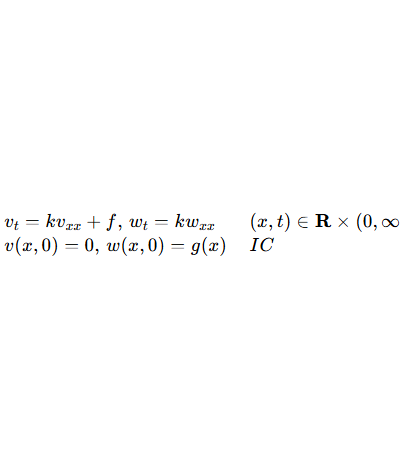 v_t = kv_{xx} + f, w_t = kw_{xx} (x, t) ∈ R × (0, ∞
v(x, 0) = 0, w(x, 0) = g(x) IC